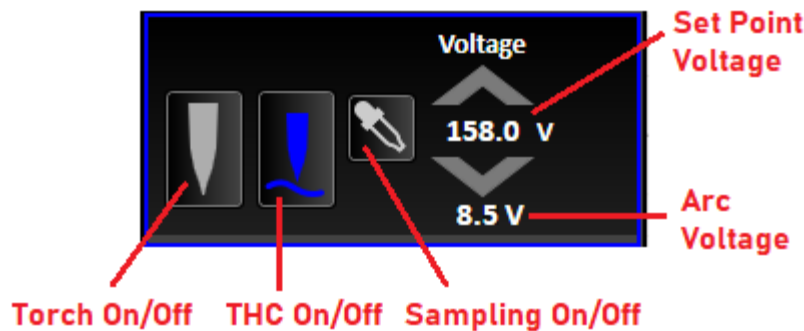 Voltage
Set Point
Voltage
158.0 V
8.5 V
Arc
Voltage
Torch On/Off
THC On/Off
Sampling On/Off